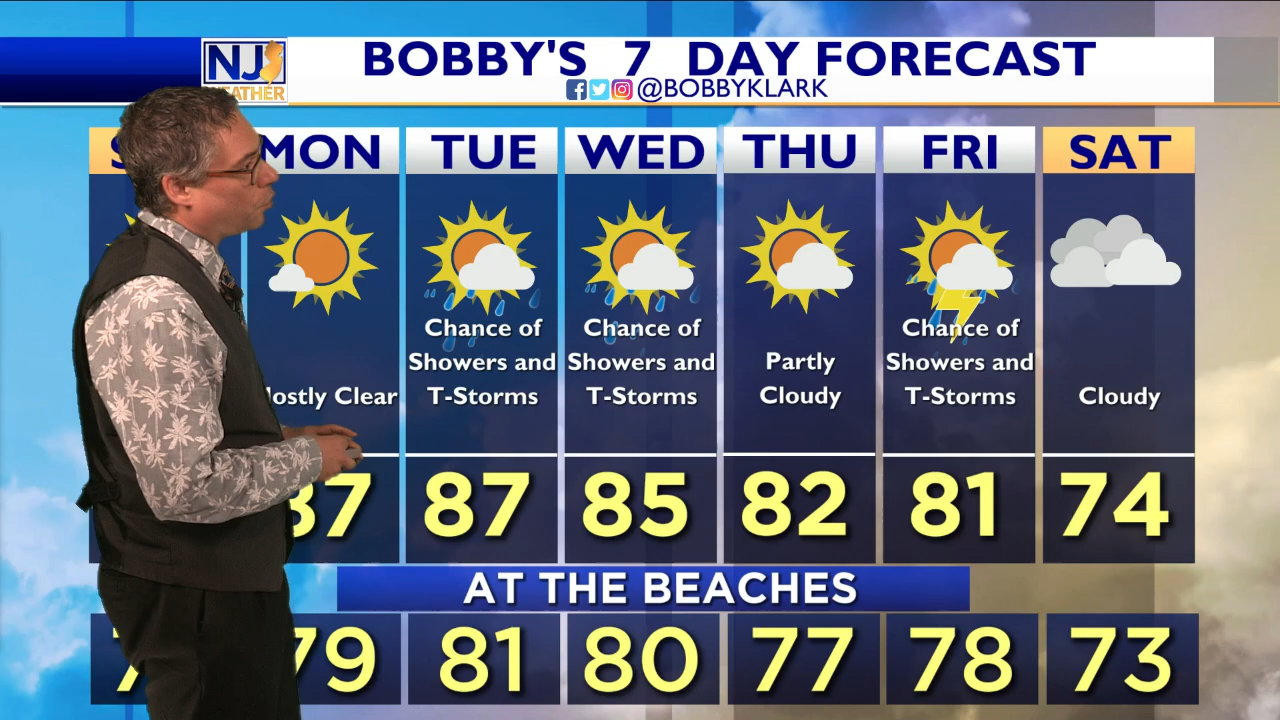 NJ
BOBBY'S 7 DAY FORECAST
@BOBBYKLARK
MON TUE WED THU FRI SAT
Chance of Showers and T-Storms
Chance of Showers and T-Storms
Partly Cloudy
Chance of Showers and T-Storms
Cloudy
Clear
87 85 82 81 74
AT THE BEACHES
79 81 80 77 78 73